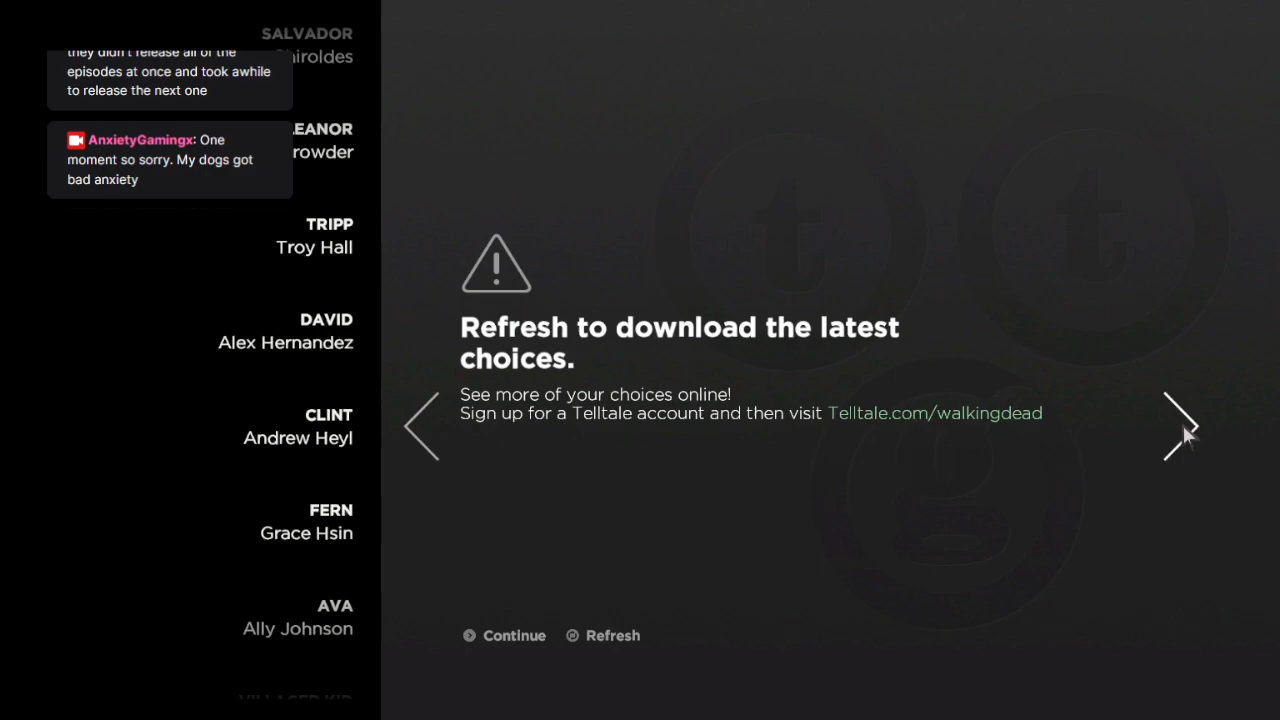 SALVADOR
hiroldes
they didn't release all of the
episodes at once and took awhile
to release the next one
AnxietyGamingx: One
moment so sorry. My dogs got
bad anxiety
LEANOR
rowder
TRIPP
Troy Hall
DAVID
Alex Hernandez
CLINT
Andrew Heyl
FERN
Grace Hsin
AVA
Ally Johnson
Refresh to download the latest
choices.
See more of your choices online!
Sign up for a Telltale account and then visit Telltale.com/walkingdead
Continue Refresh